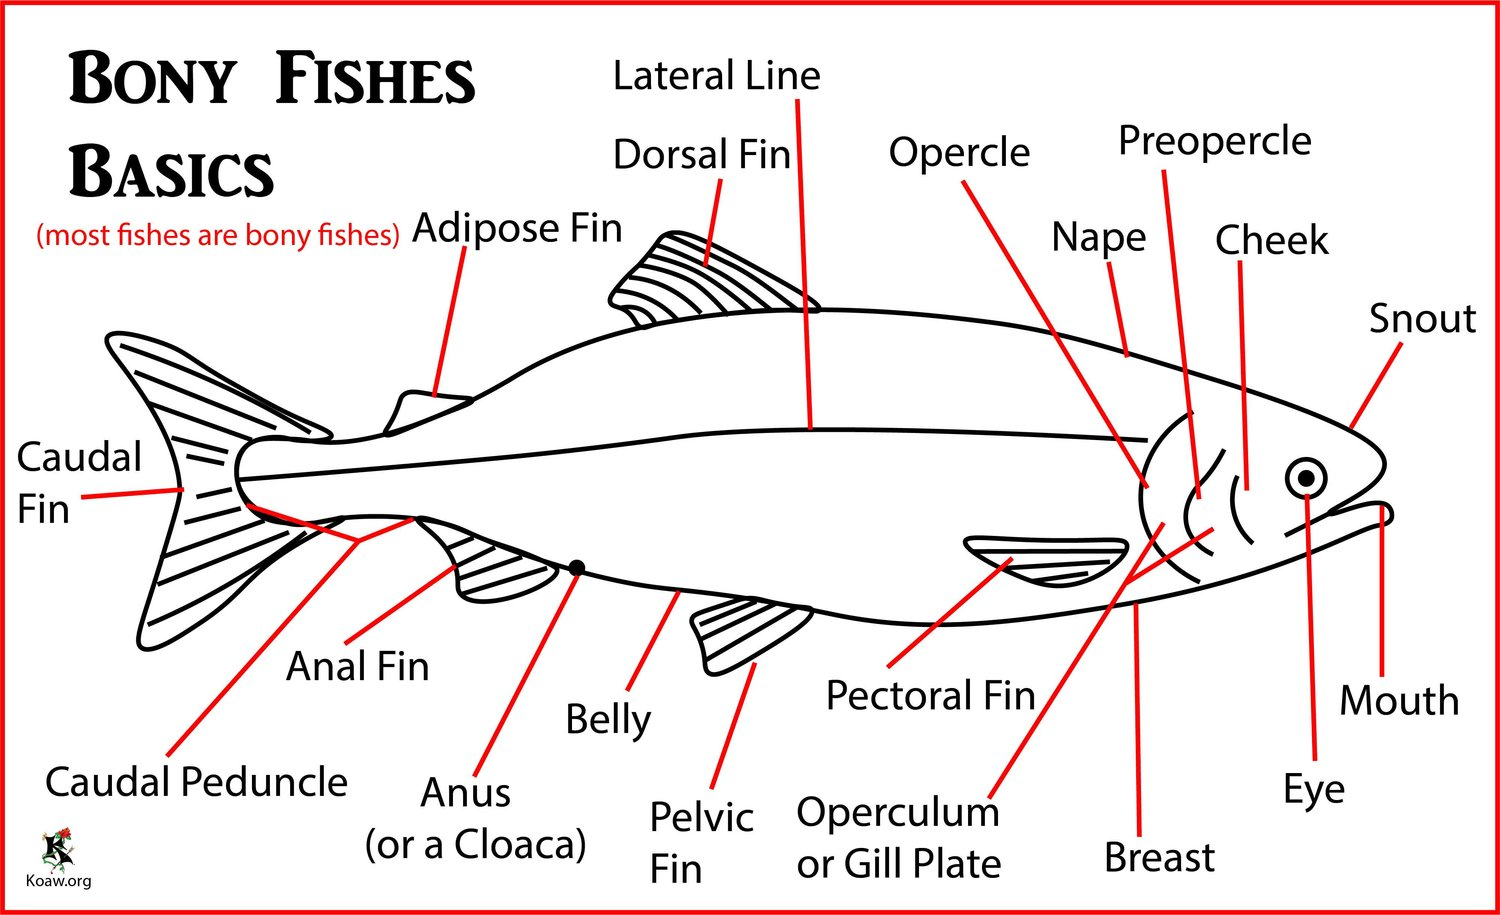 BONY FISHES
BASICS
(most fishes are bony fishes)
Lateral Line
Dorsal Fin
Adipose Fin
Opercle
Preopercle
Nape
Cheek
Snout
Caudal
Fin
Anal Fin
Caudal Peduncle
Anus
(or a Cloaca)
Belly
Pelvic
Fin
Pectoral Fin
Operculum
or Gill Plate
Breast
Eye
Mouth
K
Koaw.org